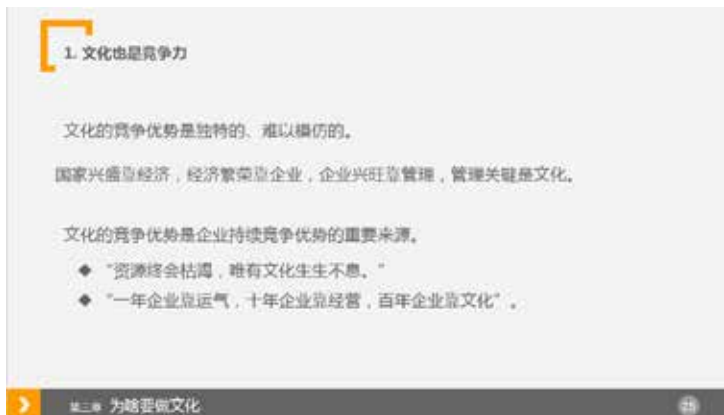 1. 文化也是竞争力
文化的竞争优势是独特的、难以模仿的。
国家兴盛靠经济，经济繁荣靠企业，企业兴旺靠管理，管理关键是文化。
文化的竞争优势是企业持续竞争优势的重要来源。
◆ “资源终会枯竭，唯有文化生生不息。”
◆ “一年企业靠运气，十年企业靠经营，百年企业靠文化”。
第三章 为啥要做文化